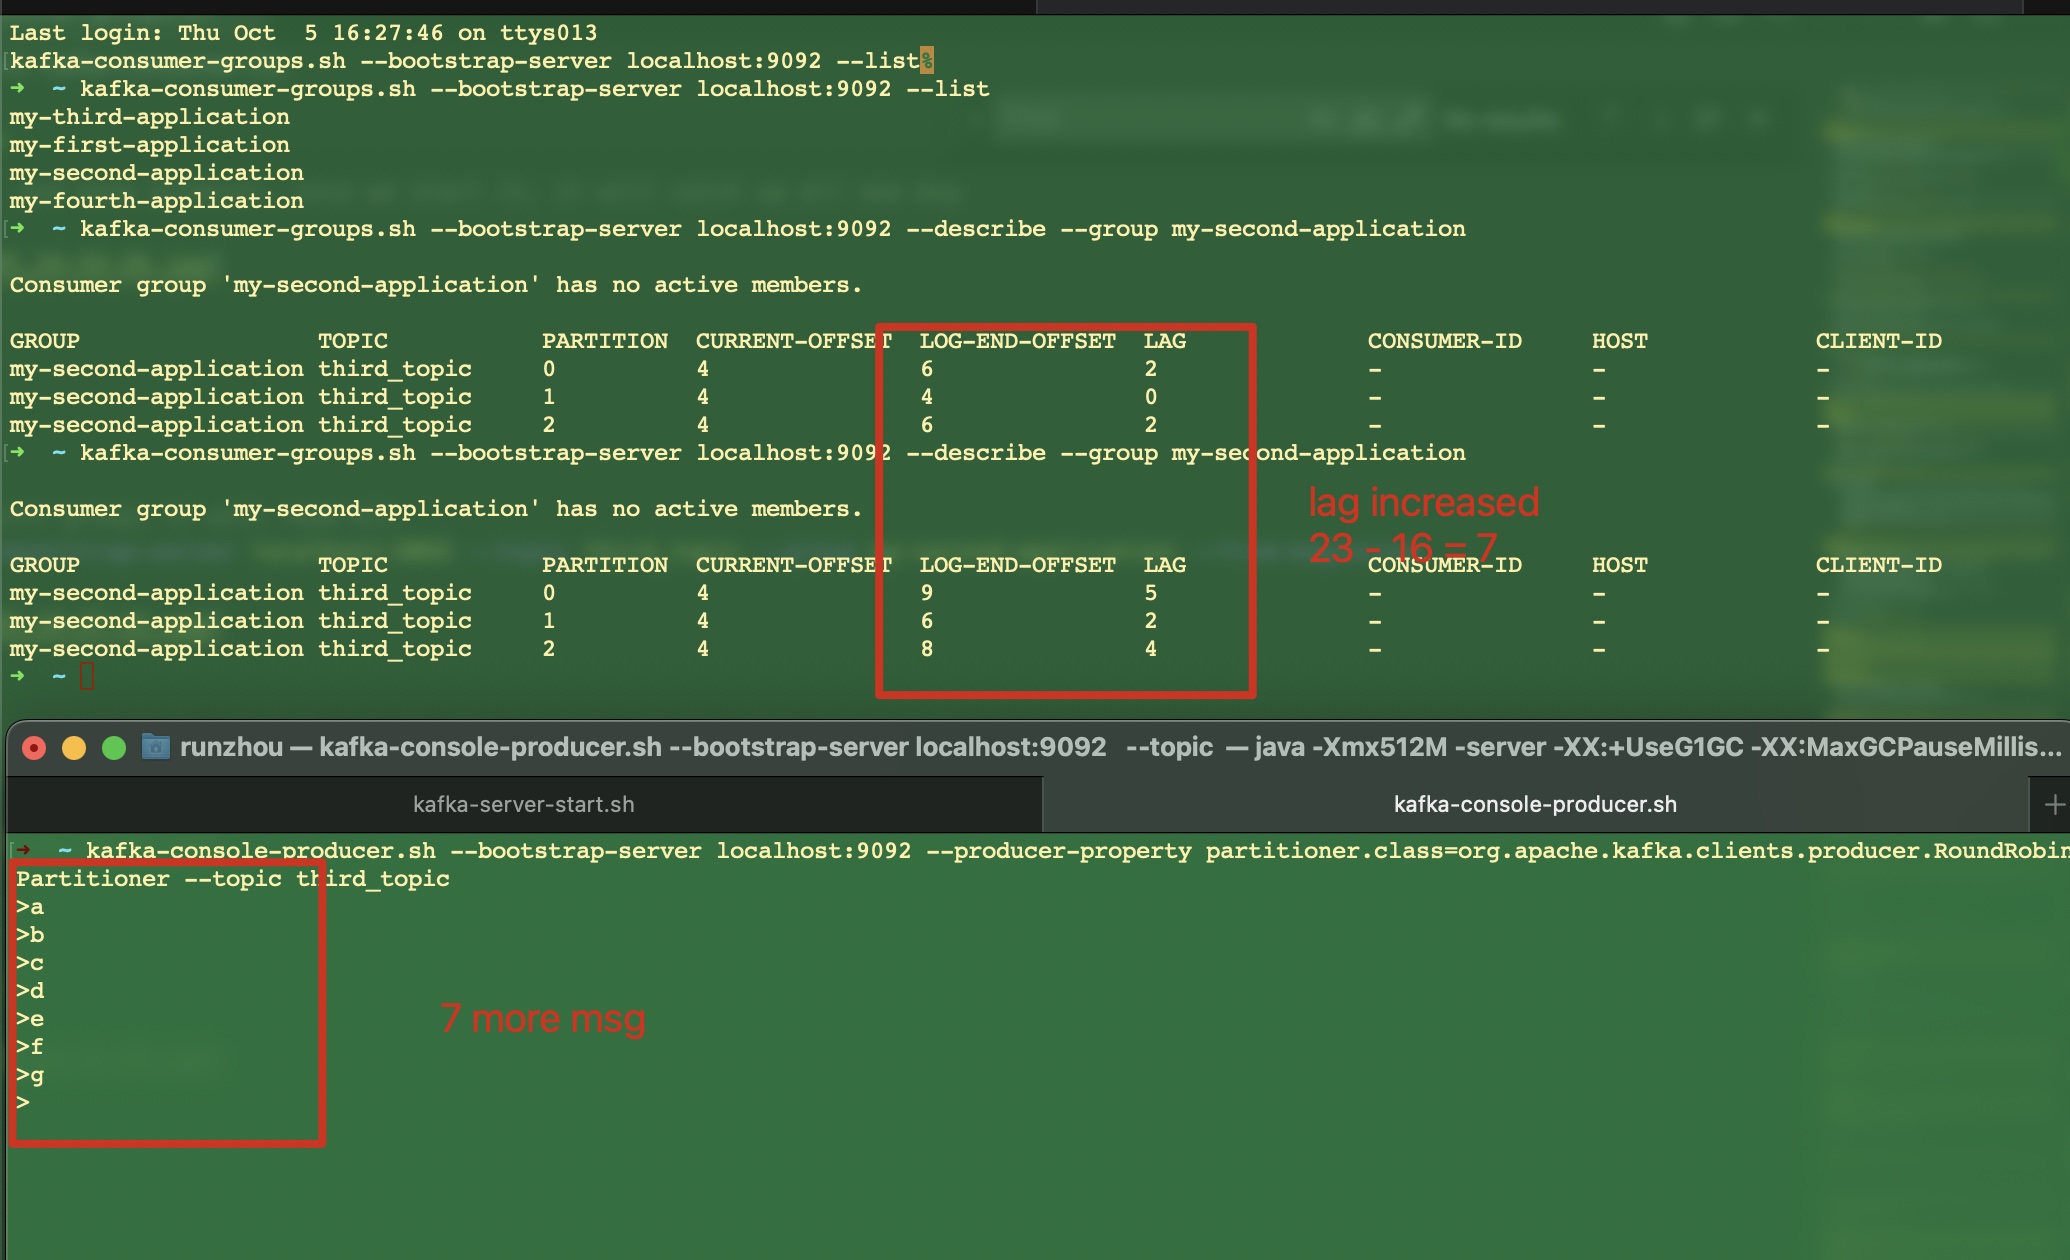 Last login: Thu Oct  5 16:27:46 on ttys013
[kafka-consumer-groups.sh --bootstrap-server localhost:9092 --list%
➜  ~ kafka-consumer-groups.sh --bootstrap-server localhost:9092 --list
my-third-application
my-first-application
my-second-application
my-fourth-application
[➜  ~ kafka-consumer-groups.sh --bootstrap-server localhost:9092 --describe --group my-second-application
Consumer group 'my-second-application' has no active members.
GROUP                 TOPIC           PARTITION  CURRENT-OFFSET  LOG-END-OFFSET  LAG             CONSUMER-ID     HOST            CLIENT-ID
my-second-application third_topic     0          4               6               2               -               -               -
my-second-application third_topic     1          4               4               0               -               -               -
my-second-application third_topic     2          4               6               2               -               -               -
[➜  ~ kafka-consumer-groups.sh --bootstrap-server localhost:9092 --describe --group my-second-application
lag increased
23 - 16 = 7
Consumer group 'my-second-application' has no active members.
GROUP                 TOPIC           PARTITION  CURRENT-OFFSET  LOG-END-OFFSET  LAG             CONSUMER-ID     HOST            CLIENT-ID
my-second-application third_topic     0          4               9               5               -               -               -
my-second-application third_topic     1          4               6               2               -               -               -
my-second-application third_topic     2          4               8               4               -               -               -
➜  ~
runzhou — kafka-console-producer.sh --bootstrap-server localhost:9092   --topic  — java -Xmx512M -server -XX:+UseG1GC -XX:MaxGCPauseMillis...
kafka-server-start.sh
kafka-console-producer.sh
+
[➜  ~ kafka-console-producer.sh --bootstrap-server localhost:9092 --producer-property partitioner.class=org.apache.kafka.clients.producer.RoundRobin
Partitioner --topic third_topic
>a
>b
>c
>d
>e
>f
>g
>
7 more msg